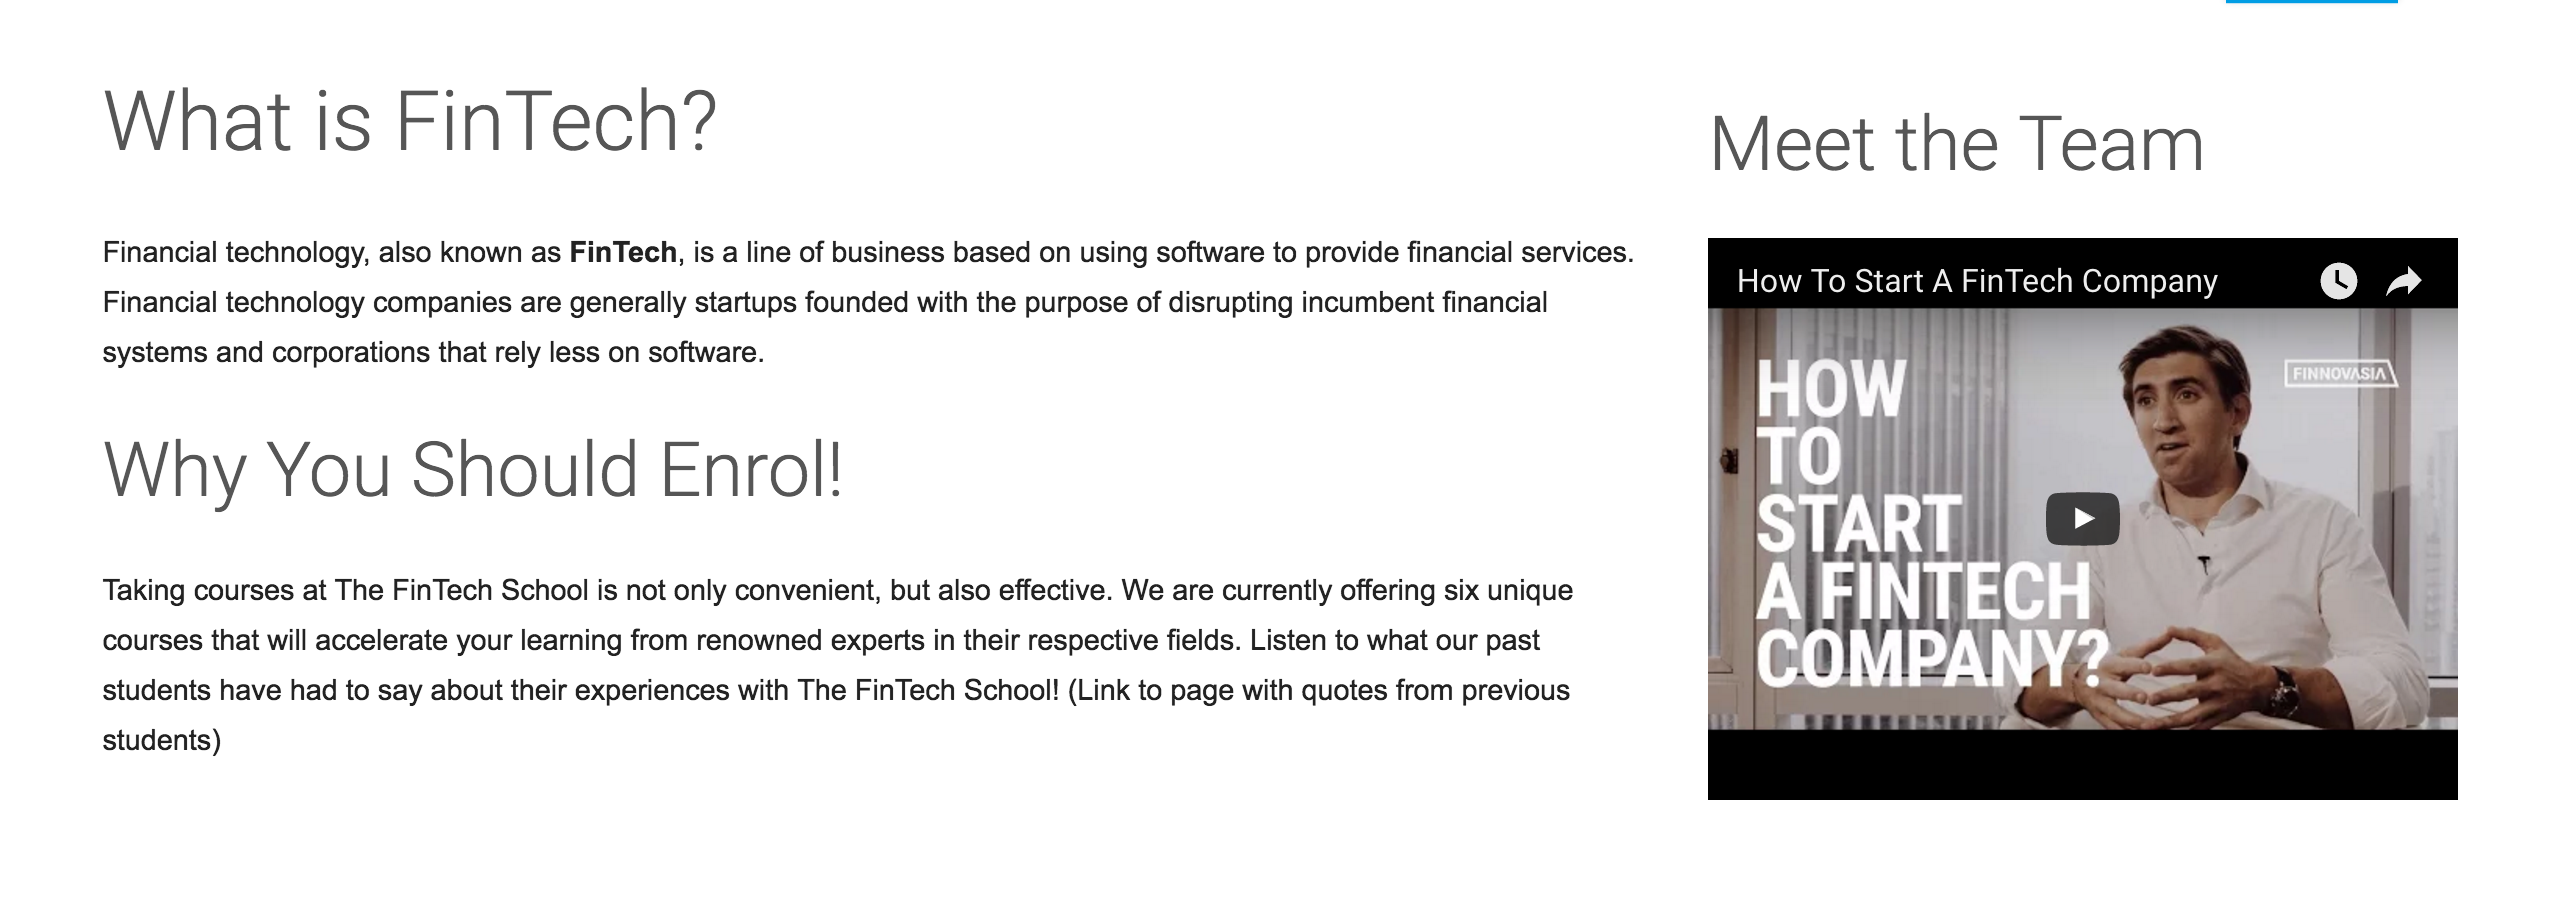 What is FinTech?
Financial technology, also known as FinTech, is a line of business based on using software to provide financial services.
Financial technology companies are generally startups founded with the purpose of disrupting incumbent financial
systems and corporations that rely less on software.
Why You Should Enrol!
Taking courses at The FinTech School is not only convenient, but also effective. We are currently offering six unique
courses that will accelerate your learning from renowned experts in their respective fields. Listen to what our past
students have had to say about their experiences with The FinTech School! (Link to page with quotes from previous
students)
Meet the Team
How To Start A FinTech Company
FINNOVASIA
HOW
TO
START
A FINTECH
COMPANY?